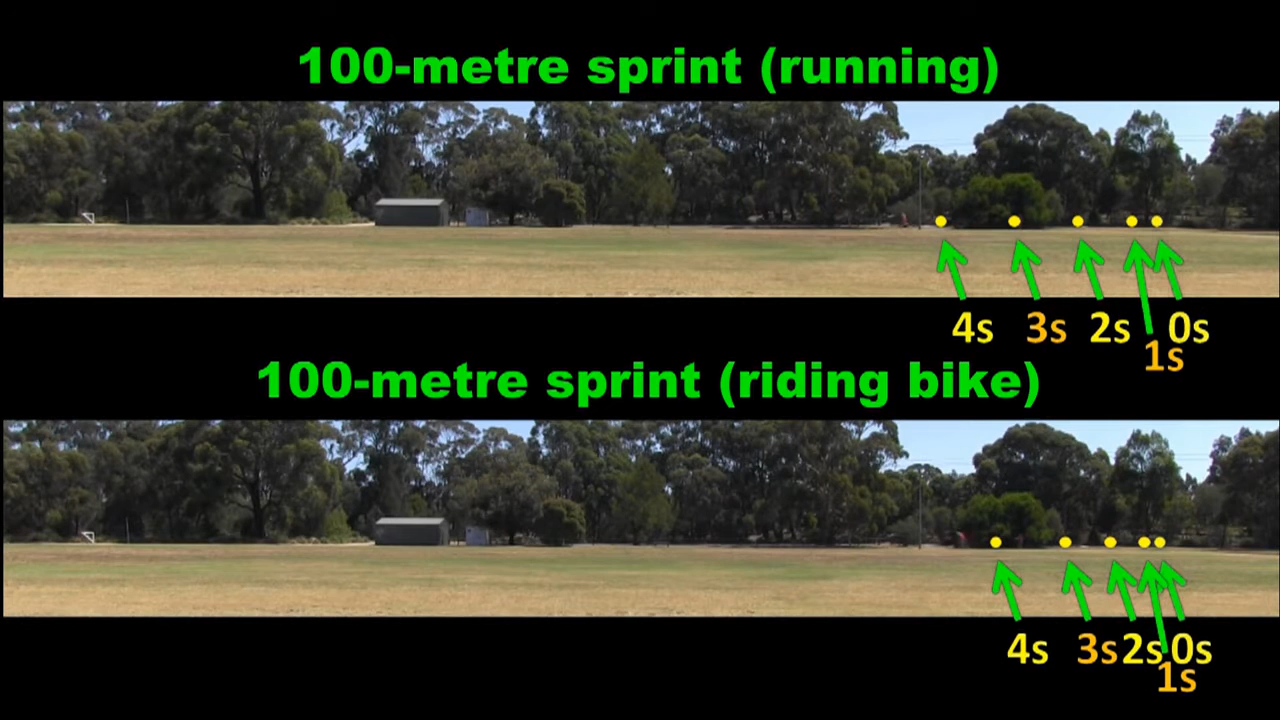 100-metre sprint (running)
4s 3s 2s 0s
1s
100-metre sprint (riding bike)
4s 3s 2s 0s
1s